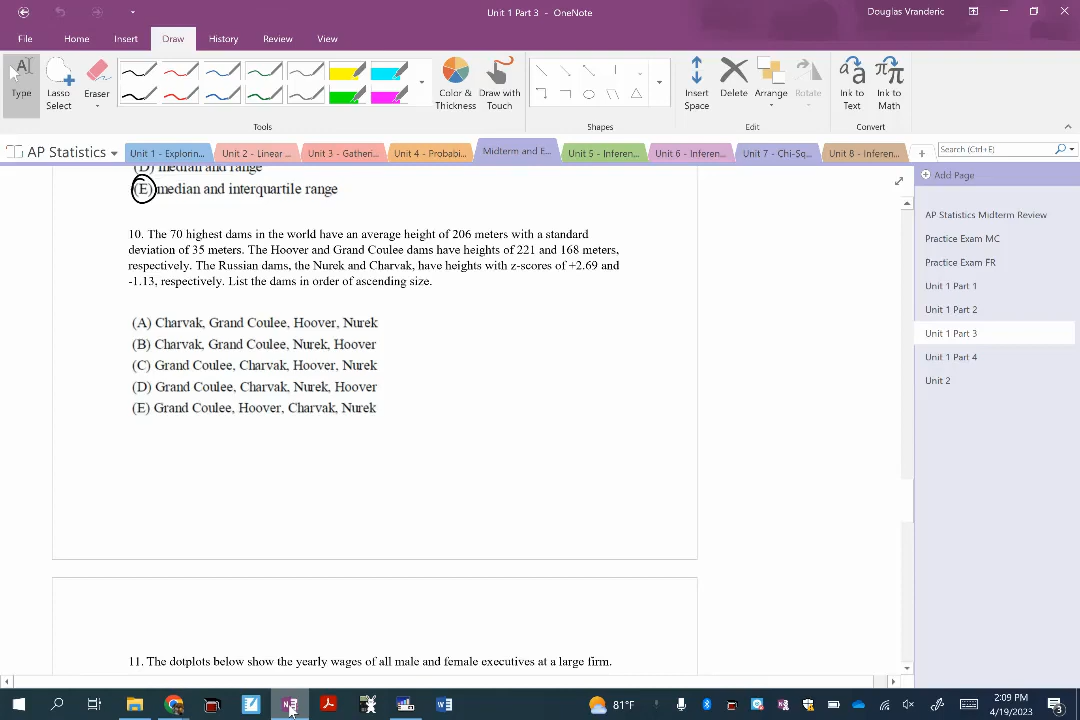 Unit 1 Part 3 - OneNote
Douglas Vranderic
File
Home
Insert
Draw
History
Review
View
Type
Lasso Select
Eraser
Color & Thickness
Draw with Touch
Insert Space
Delete
Arrange
Rotate
Ink to Text
Ink to Math
Tools
Shapes
Edit
Convert
AP Statistics
Unit 1 - Explorin...
Unit 2 - Linear ...
Unit 3 - Gatheri...
Unit 4 - Probabi...
Midterm and E...
Unit 5 - Inferen...
Unit 6 - Inferen...
Unit 7 - Chi-Sq...
Unit 8 - Inferen...
Search (Ctrl+E)
Add Page
AP Statistics Midterm Review
Practice Exam MC
Practice Exam FR
Unit 1 Part 1
Unit 1 Part 2
Unit 1 Part 3
Unit 1 Part 4
Unit 2
(D) median and range
(E) median and interquartile range
10. The 70 highest dams in the world have an average height of 206 meters with a standard
deviation of 35 meters. The Hoover and Grand Coulee dams have heights of 221 and 168 meters,
respectively. The Russian dams, the Nurek and Charvak, have heights with z-scores of +2.69 and
-1.13, respectively. List the dams in order of ascending size.
(A) Charvak, Grand Coulee, Hoover, Nurek
(B) Charvak, Grand Coulee, Nurek, Hoover
(C) Grand Coulee, Charvak, Hoover, Nurek
(D) Grand Coulee, Charvak, Nurek, Hoover
(E) Grand Coulee, Hoover, Charvak, Nurek
11. The dotplots below show the yearly wages of all male and female executives at a large firm.
81°F
2:09 PM
4/19/2023